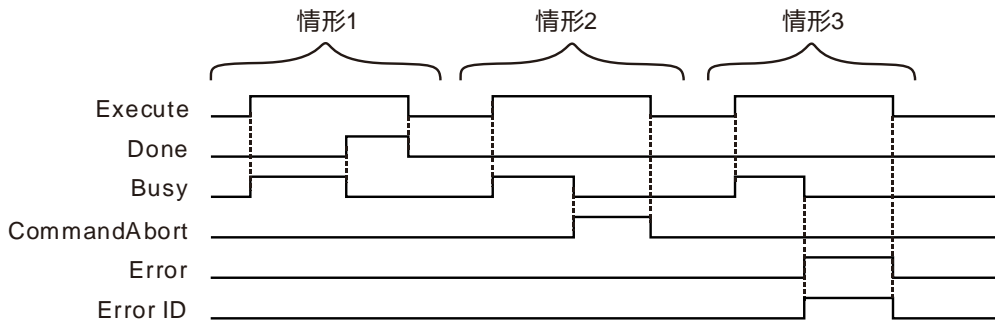 情形1 情形2 情形3
Execute
Done
Busy
CommandAbort
Error
Error ID